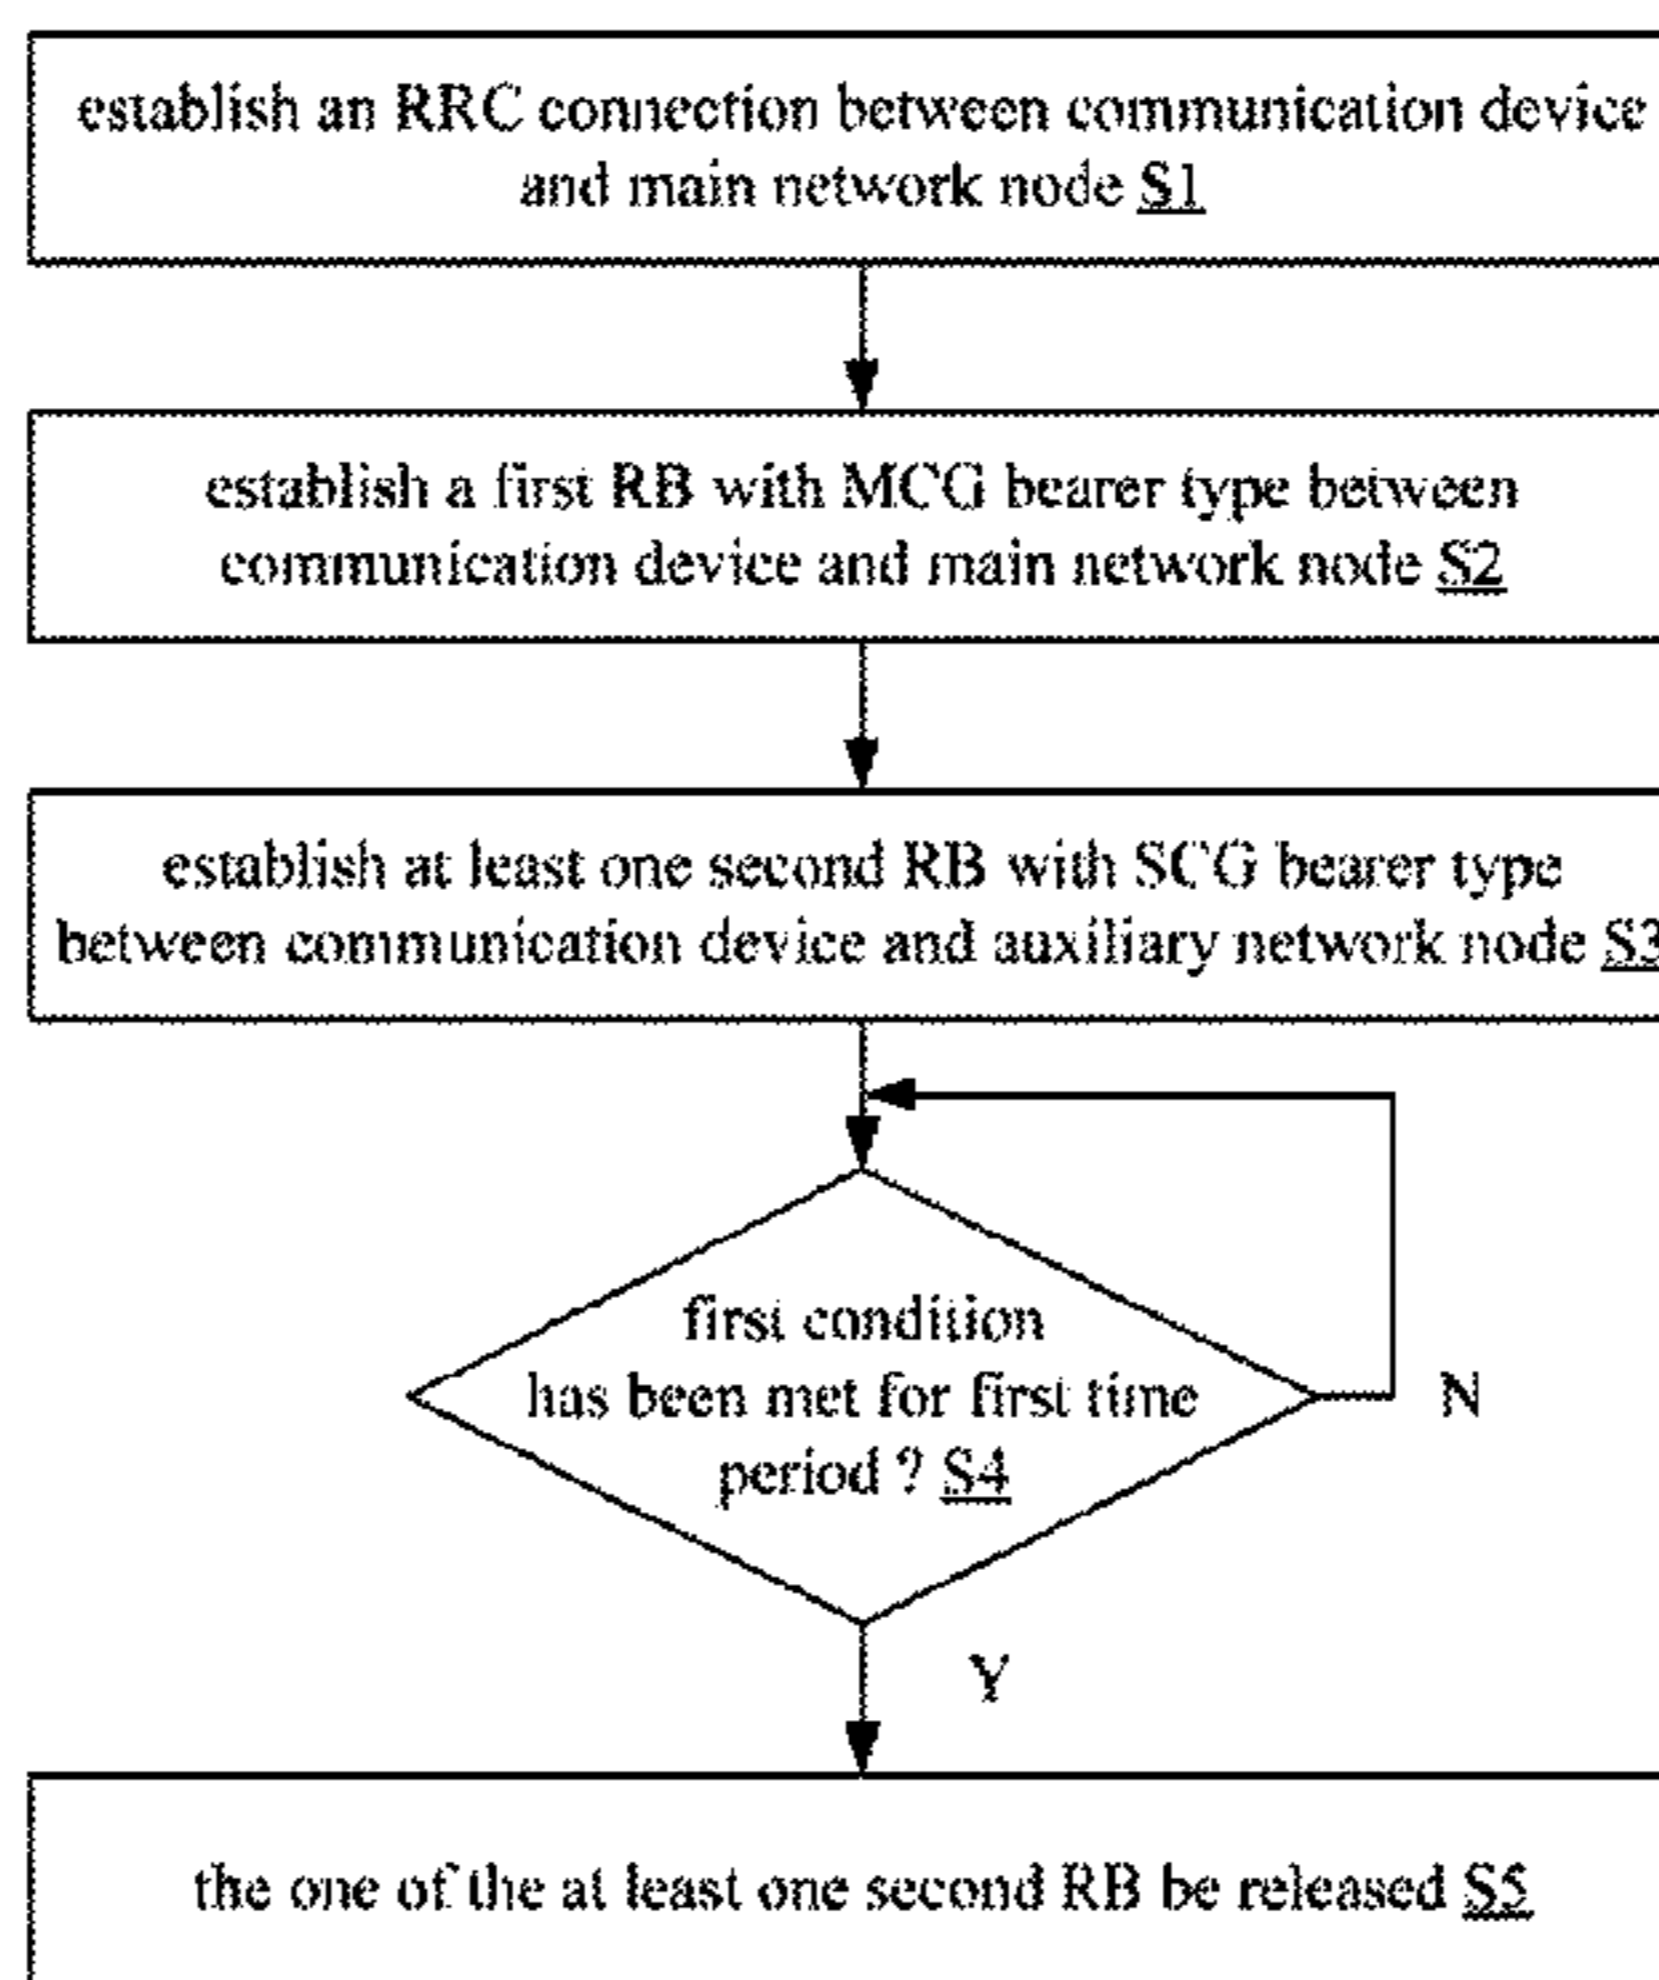 establish an RRC connection between communication device
and main network node S1
establish a first RB with MCG bearer type between
communication device and main network node S2
establish at least one second RB with SCG bearer type
between communication device and auxiliary network node S3
first condition
has been met for first time
period ? S4
N
Y
the one of the at least one second RB be released S5